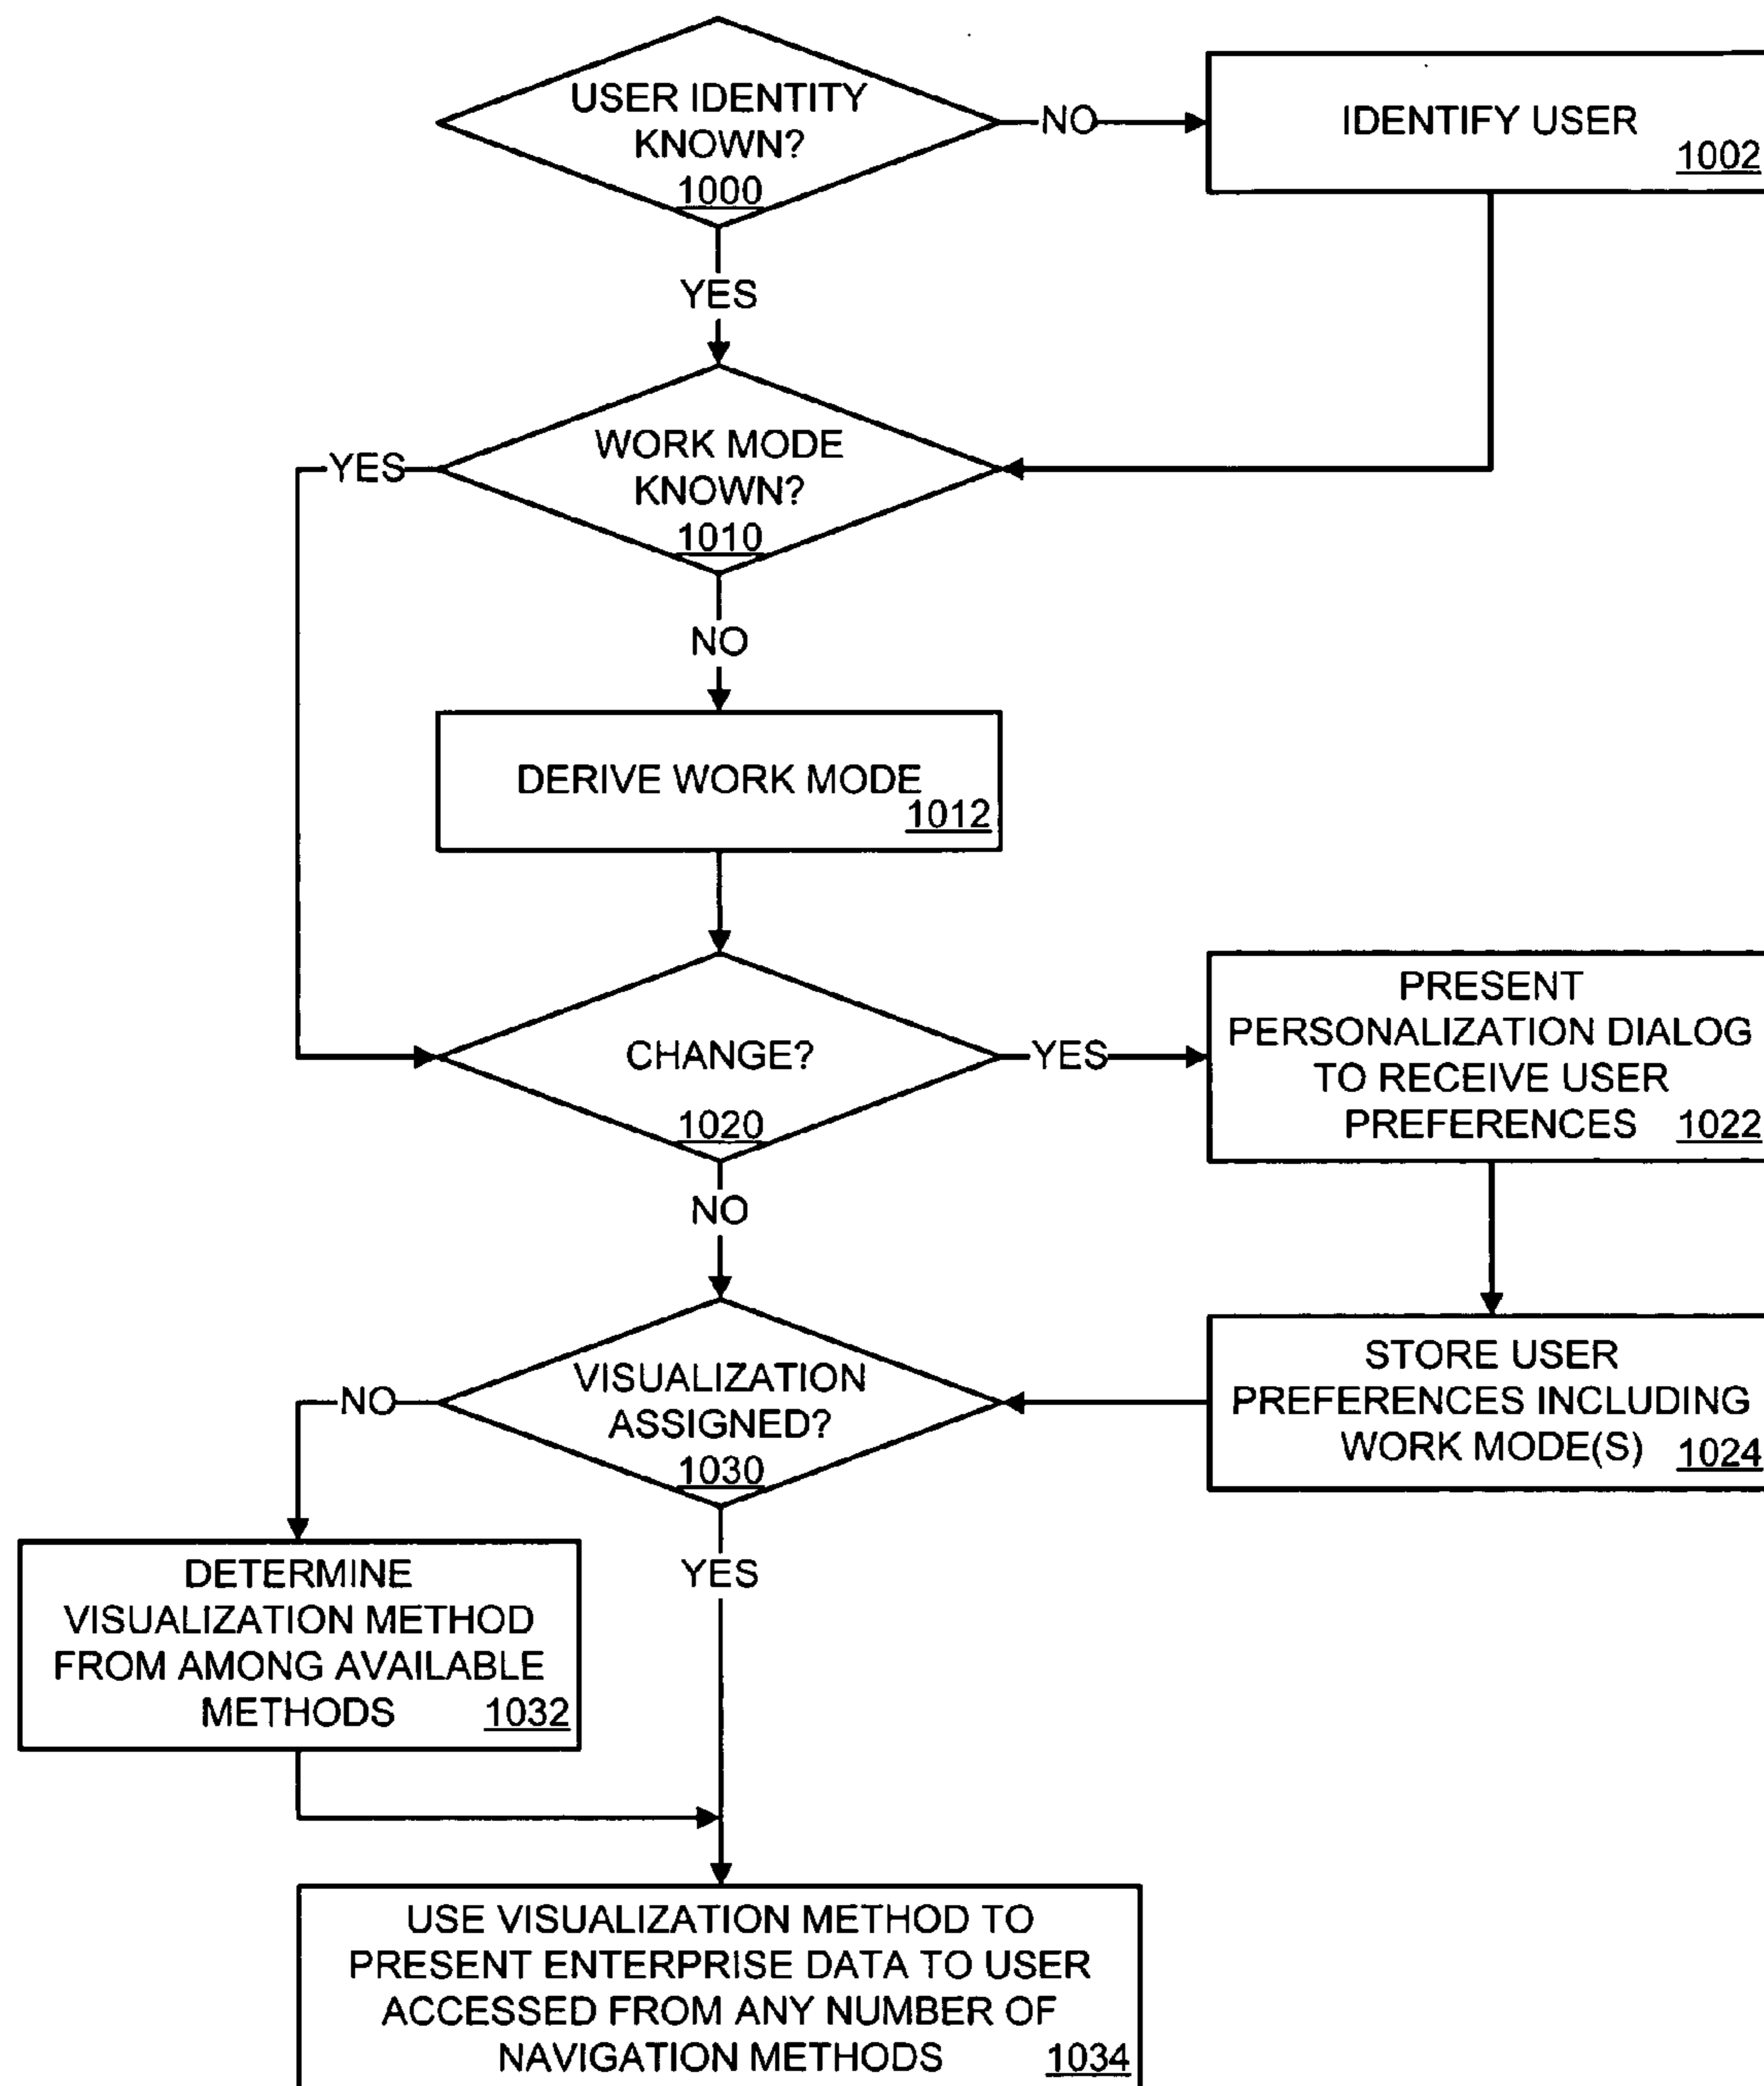 USER IDENTITY
KNOWN?
1000
NO
IDENTIFY USER
1002
YES
WORK MODE
KNOWN?
1010
YES
NO
DERIVE WORK MODE
1012
CHANGE?
1020
YES
PRESENT
PERSONALIZATION DIALOG
TO RECEIVE USER
PREFERENCES 1022
NO
VISUALIZATION
ASSIGNED?
1030
STORE USER
PREFERENCES INCLUDING
WORK MODE(S) 1024
NO
YES
DETERMINE
VISUALIZATION METHOD
FROM AMONG AVAILABLE
METHODS 1032
USE VISUALIZATION METHOD TO
PRESENT ENTERPRISE DATA TO USER
ACCESSED FROM ANY NUMBER OF
NAVIGATION METHODS 1034